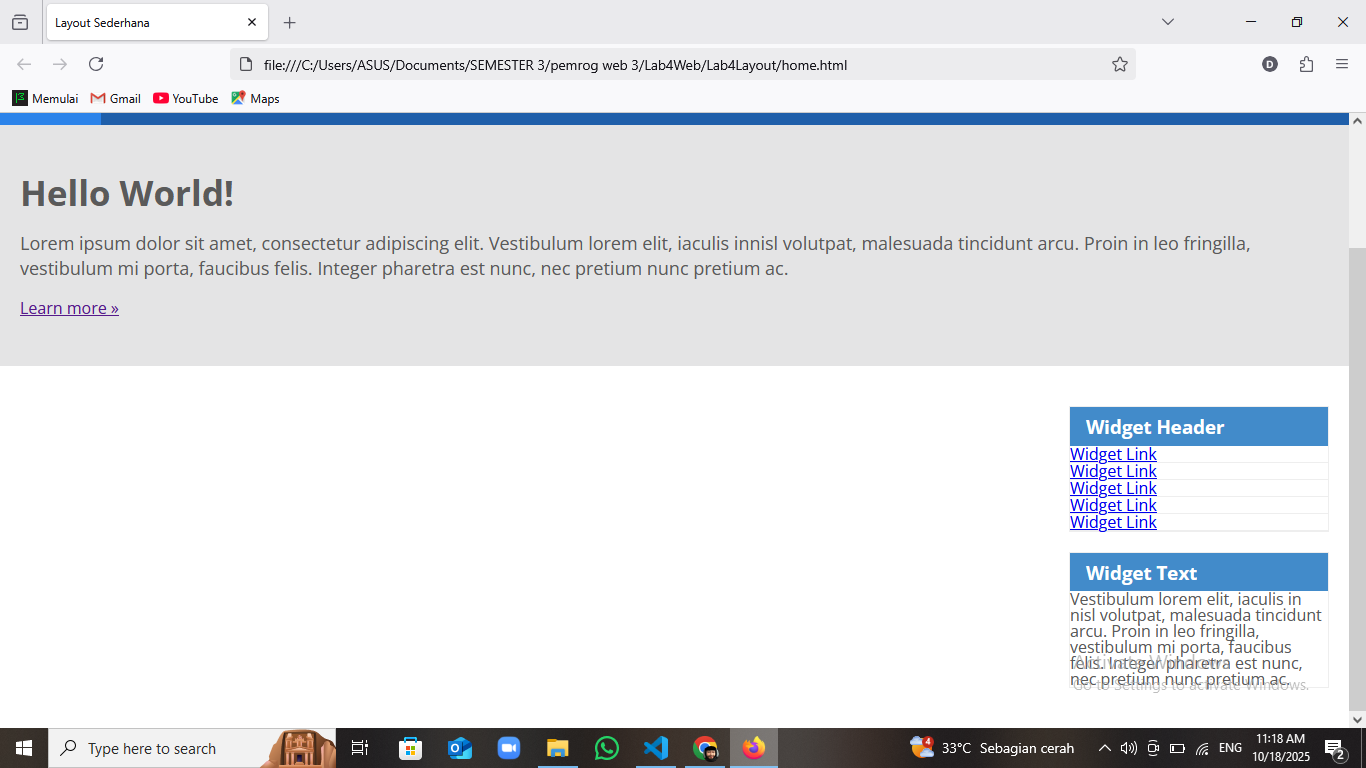 Layout Sederhana
file:///C:/Users/ASUS/Documents/SEMESTER 3/pemrog web 3/Lab4Web/Lab4Layout/home.html
D
Memulai Gmail YouTube Maps
Hello World!
Lorem ipsum dolor sit amet, consectetur adipiscing elit. Vestibulum lorem elit, iaculis innisl volutpat, malesuada tincidunt arcu. Proin in leo fringilla,
vestibulum mi porta, faucibus felis. Integer pharetra est nunc, nec pretium nunc pretium ac.
Learn more »
Widget Header
Widget Link
Widget Link
Widget Link
Widget Link
Widget Link
Widget Text
Vestibulum lorem elit, iaculis in
nisl volutpat, malesuada tincidunt
arcu. Proin in leo fringilla,
vestibulum mi porta, faucibus
felis. Integer pharetra est nunc,
nec pretium nunc pretium ac.
Activate Windows
Go to Settings to activate Windows.
Type here to search
4
33°C Sebagian cerah
ENG
11:18 AM
10/18/2025
2